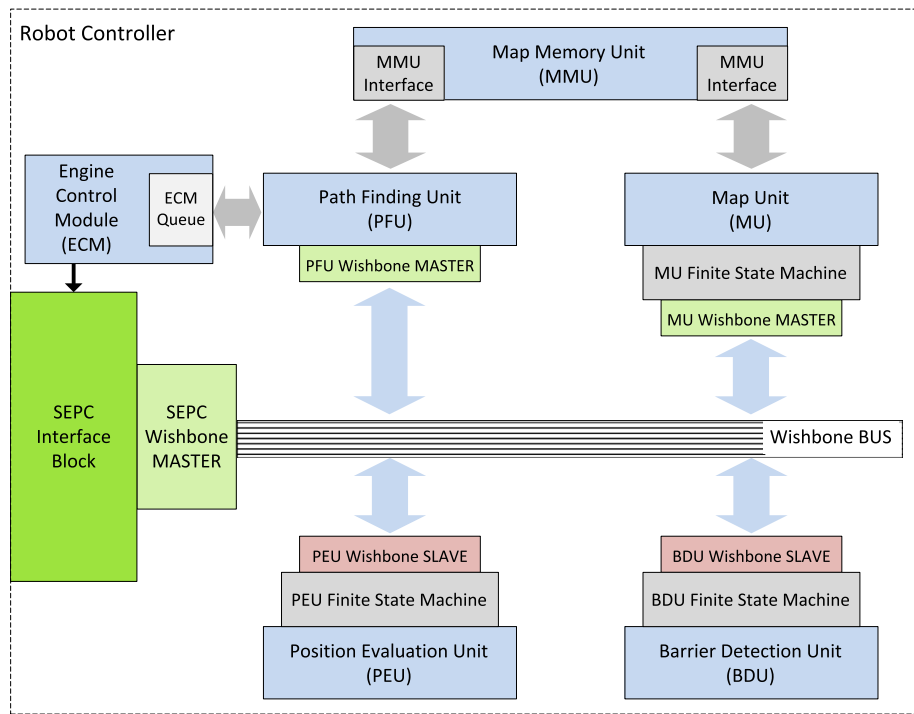 Robot Controller
MMU
Interface
Map Memory Unit
(MMU)
MMU
Interface
Engine
Control
Module
(ECM)
ECM
Queue
Path Finding Unit
(PFU)
PFU Wishbone MASTER
Map Unit
(MU)
MU Finite State Machine
MU Wishbone MASTER
SEPC
Interface
Block
SEPC
Wishbone
MASTER
Wishbone BUS
PEU Wishbone SLAVE
PEU Finite State Machine
Position Evaluation Unit
(PEU)
BDU Wishbone SLAVE
BDU Finite State Machine
Barrier Detection Unit
(BDU)